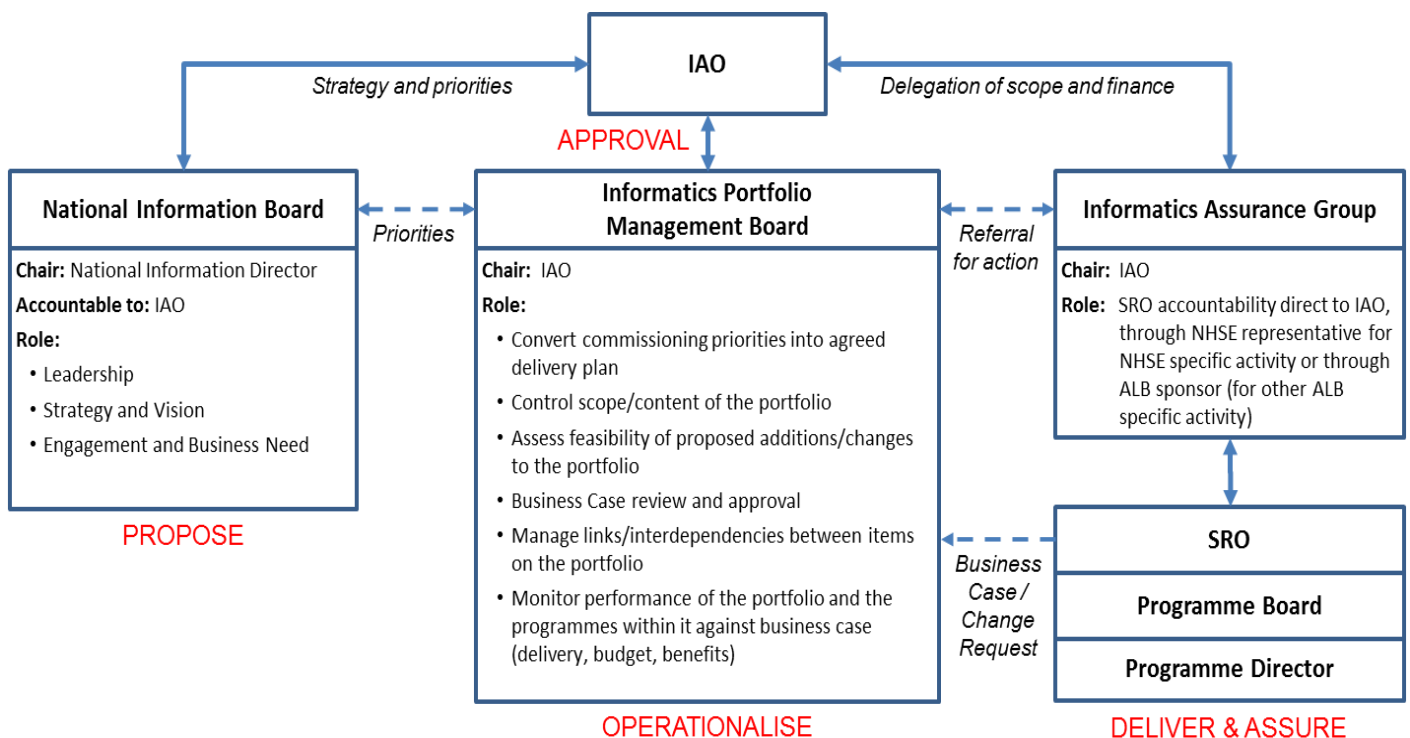 IAO
Strategy and priorities
Delegation of scope and finance
APPROVAL
National Information Board
Chair: National Information Director
Accountable to: IAO
Role:
• Leadership
• Strategy and Vision
• Engagement and Business Need
PROPOSE
Priorities
Informatics Portfolio
Management Board
Chair: IAO
Role:
• Convert commissioning priorities into agreed
delivery plan
• Control scope/content of the portfolio
• Assess feasibility of proposed additions/changes
to the portfolio
• Business Case review and approval
• Manage links/interdependencies between items
on the portfolio
• Monitor performance of the portfolio and the
programmes within it against business case
(delivery, budget, benefits)
OPERATIONALISE
Referral
for action
Informatics Assurance Group
Chair: IAO
Role: SRO accountability direct to IAO,
through NHSE representative for
NHSE specific activity or through
ALB sponsor (for other ALB
specific activity)
Business
Case /
Change
Request
SRO
Programme Board
Programme Director
DELIVER & ASSURE